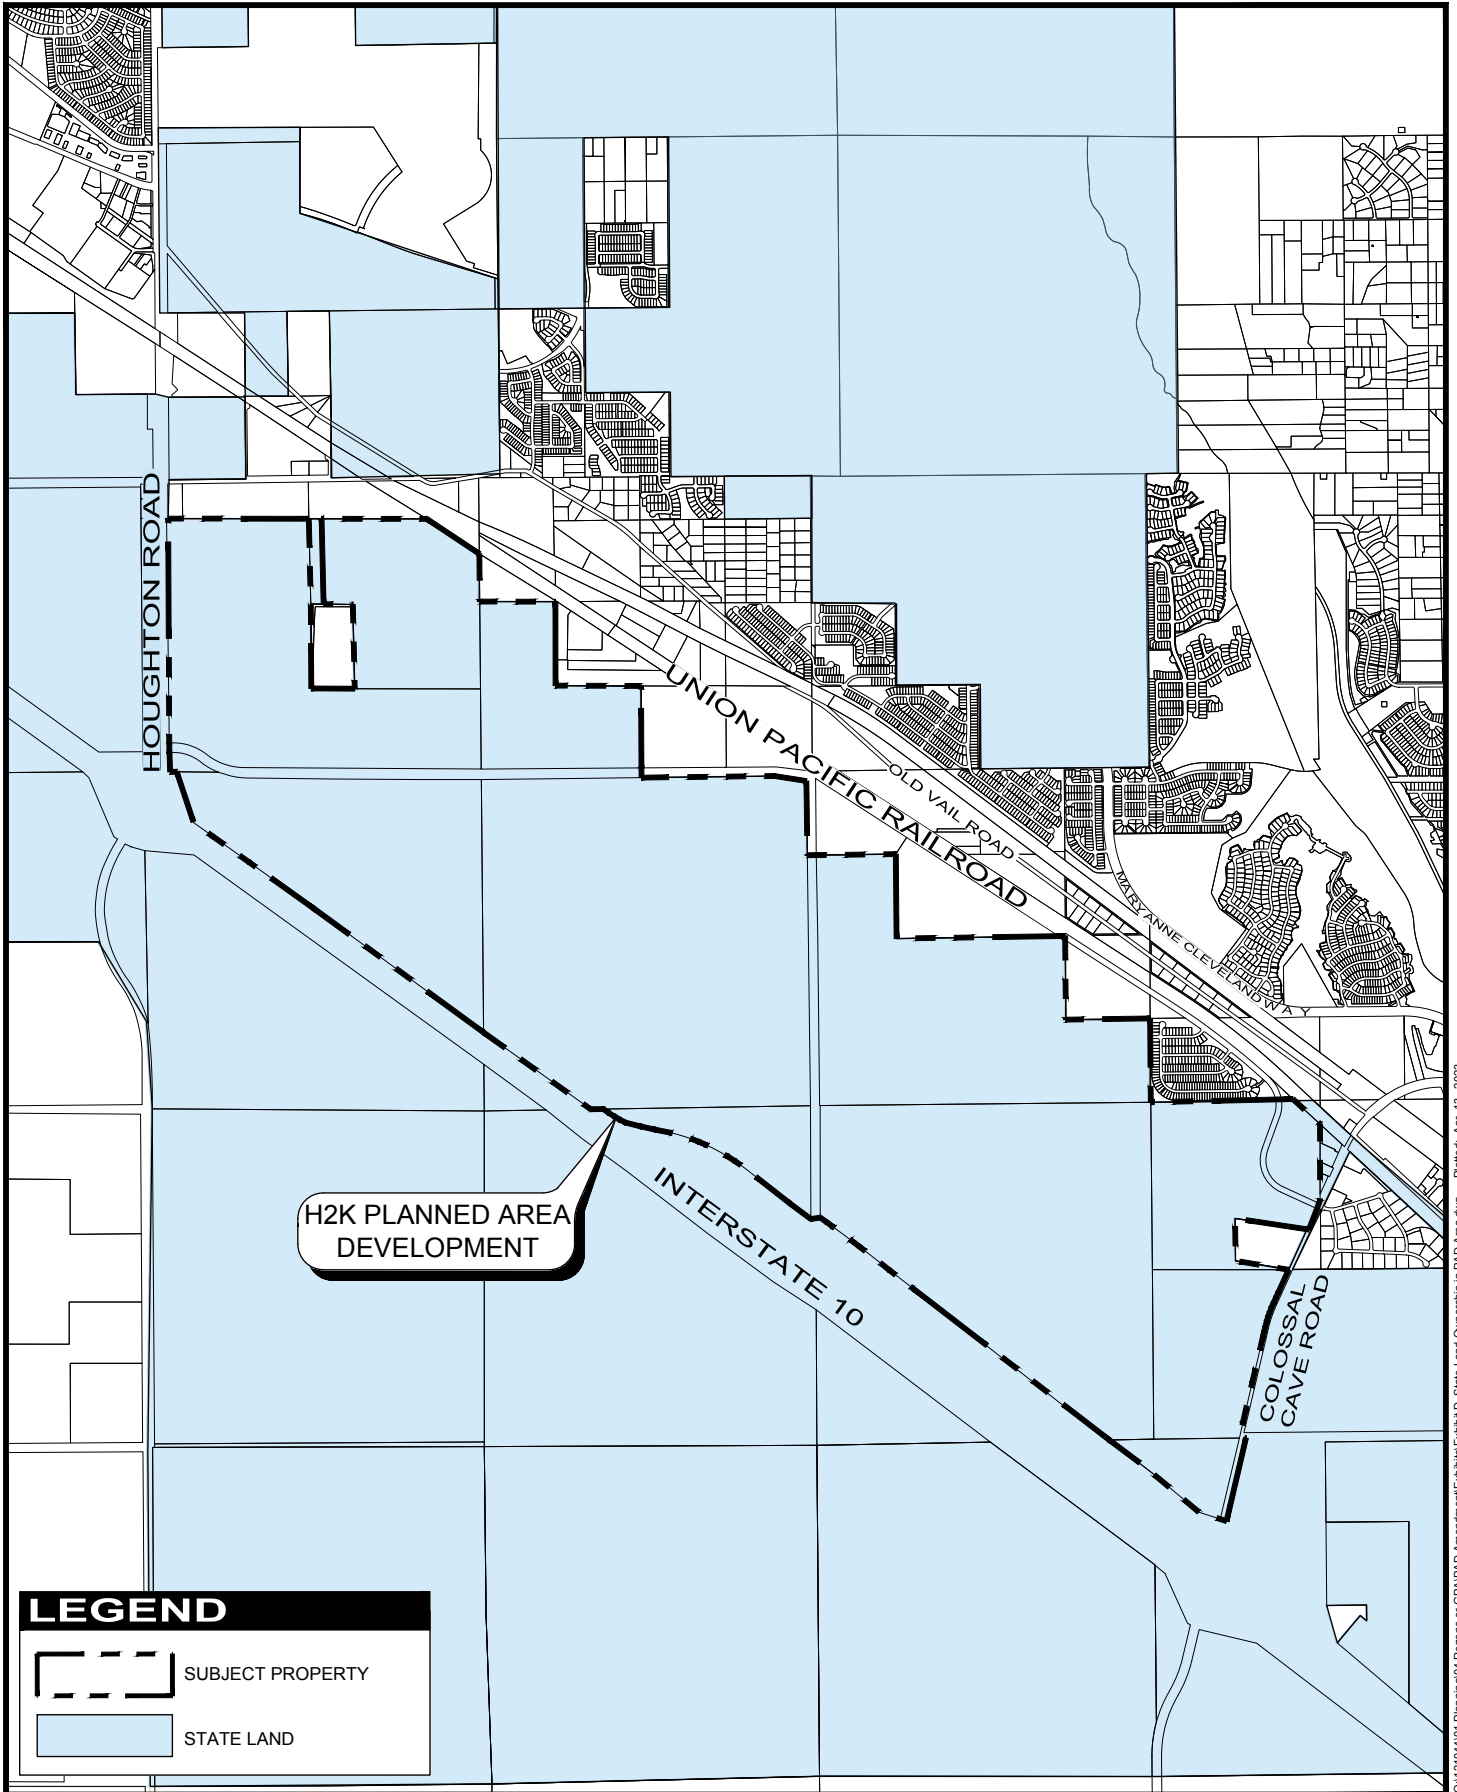 HOUGHTON ROAD
UNION PACIFIC RAILROAD
OLD VAIL ROAD
MARY ANNE CLEVELAND WAY
H2K PLANNED AREA
DEVELOPMENT
INTERSTATE 10
COLOSSAL
CAVE ROAD
LEGEND
SUBJECT PROPERTY
STATE LAND